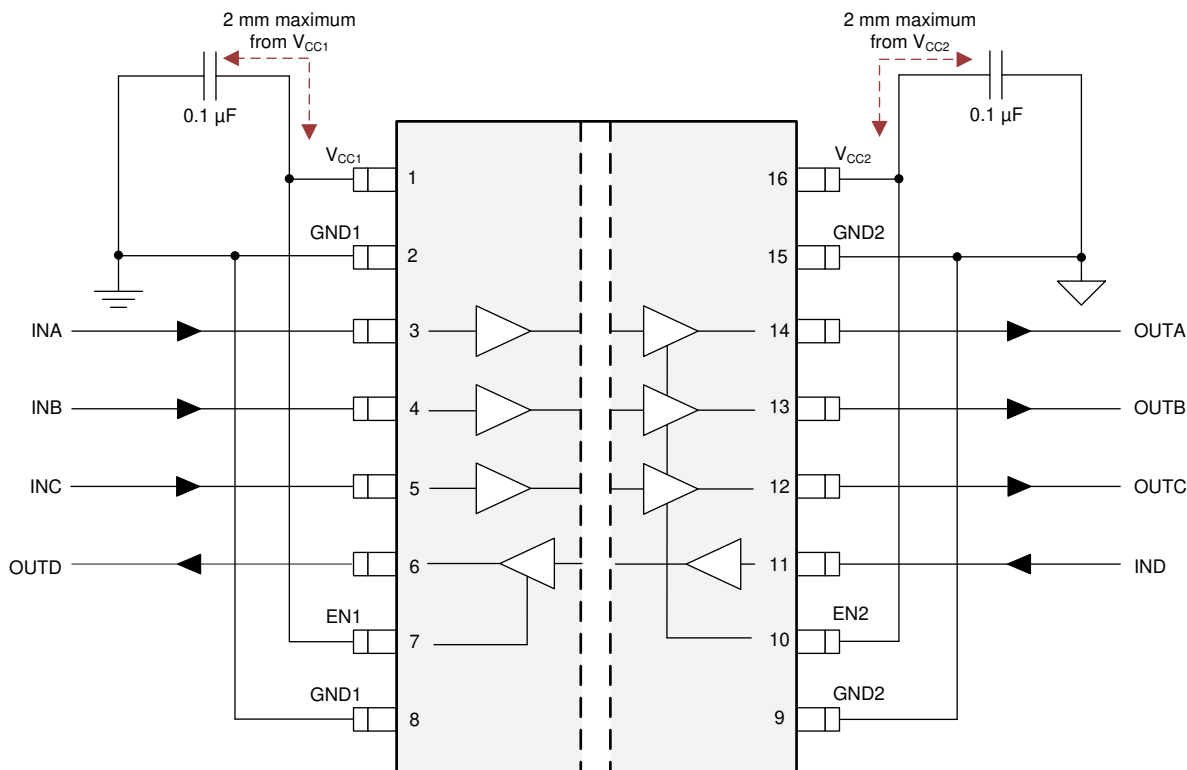 2 mm maximum
from VCC1
2 mm maximum
from VCC2
0.1 µF
0.1 µF
VCC1
1
16
VCC2
GND1
2
15
GND2
INA
3
14
OUTA
INB
4
13
OUTB
INC
5
12
OUTC
OUTD
6
11
IND
EN1
7
10
EN2
GND1
8
9
GND2